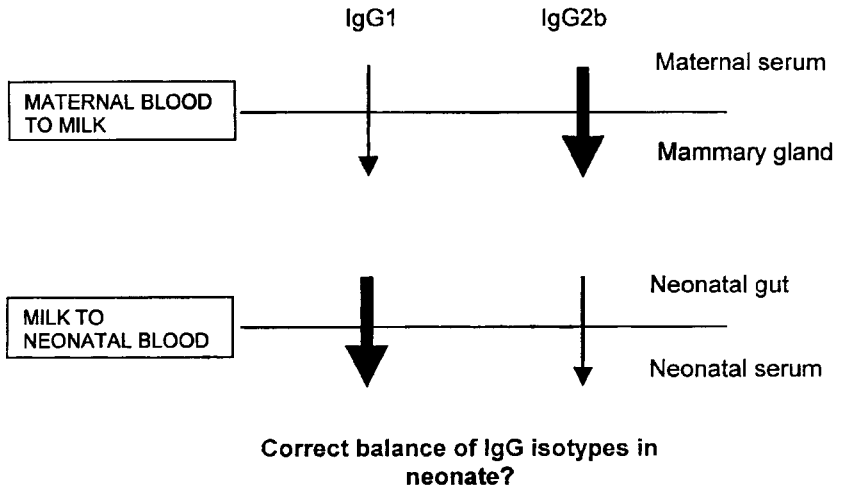 IgG1
IgG2b
Maternal serum
MATERNAL BLOOD
TO MILK
Mammary gland
Neonatal gut
MILK TO
NEONATAL BLOOD
Neonatal serum
Correct balance of IgG isotypes in
neonate?